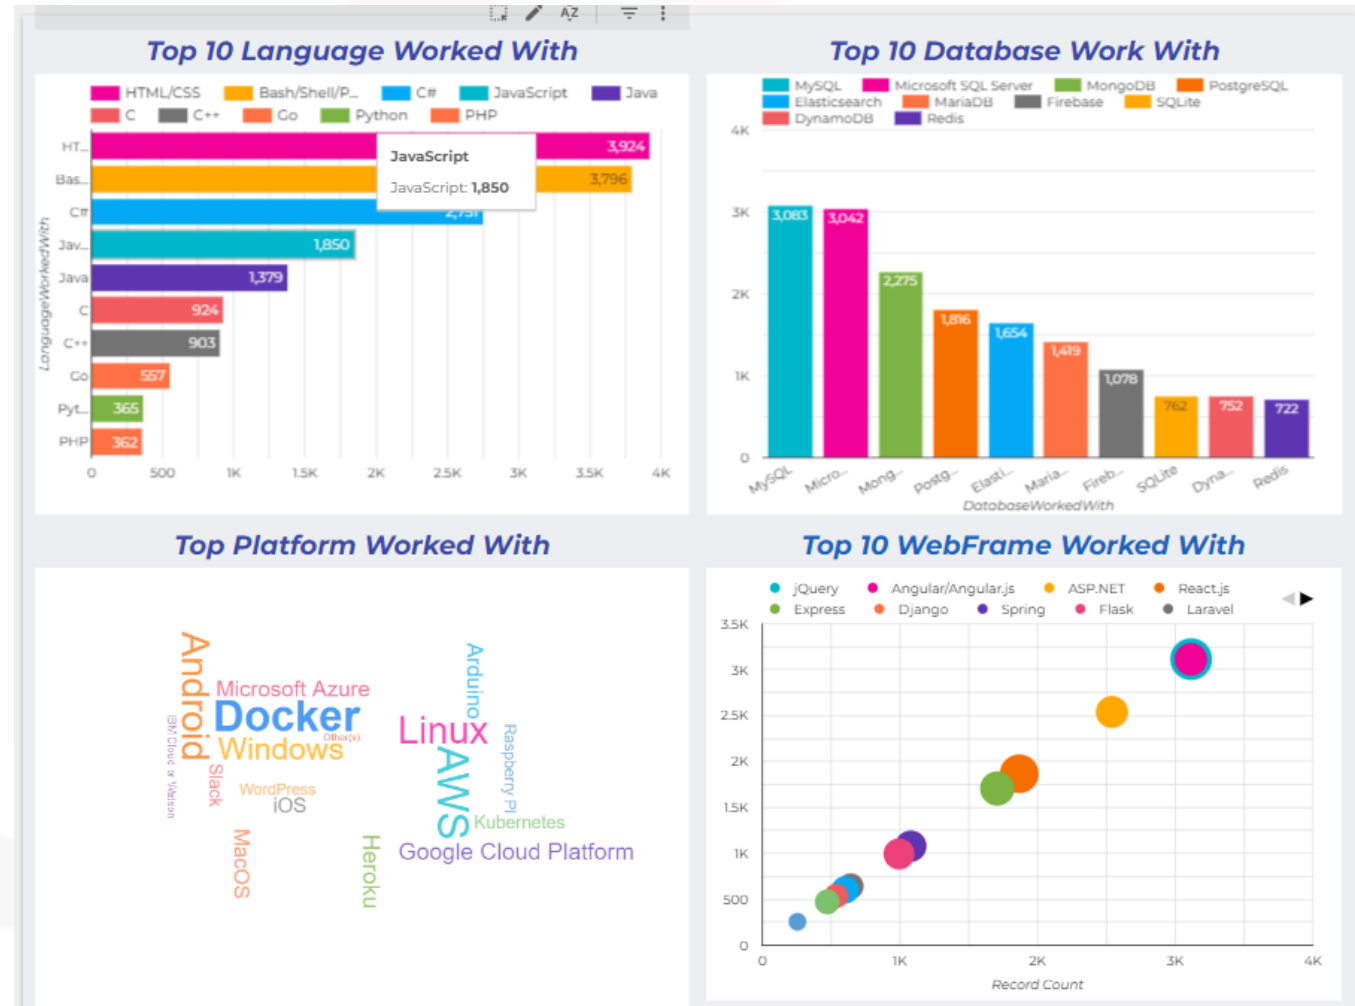 AZ
Top 10 Language Worked With
HTML/CSS Bash/Shell/P... C# JavaScript Java
C C++ Go Python PHP
HT... 3,924
JavaScript
JavaScript: 1,850
Bas... 3,796
C# 2,751
Jav... 1,850
Java 1,379
C 924
C++ 903
Go 557
Pyt... 365
PHP 362
0 500 1K 1.5K 2K 2.5K 3K 3.5K 4K
LanguageWorkedWith
Top 10 Database Work With
MySQL Microsoft SQL Server MongoDB PostgreSQL
Elasticsearch MariaDB Firebase SQLite
DynamoDB Redis
4K
3K
2K
1K
0
3,083 3,042 2,275 1,816 1,654 1,419 1,078 762 752 722
MySQL Micro... Mong... Postg... Elasti... Maria... Fireb... SQLite Dyna... Redis
DatabaseWorkedWith
Top Platform Worked With
Android
Microsoft Azure
Docker
Other(s):
Windows
IBM Cloud or Watson
Slack
WordPress
iOS
MacOS
Heroku
Arduino
Linux
AWS
Raspberry Pi
Kubernetes
Google Cloud Platform
Top 10 WebFrame Worked With
jQuery Angular/Angular.js ASP.NET React.js
Express Django Spring Flask Laravel
3.5K
3K
2.5K
2K
1.5K
1K
500
0
0 1K 2K 3K 4K
Record Count